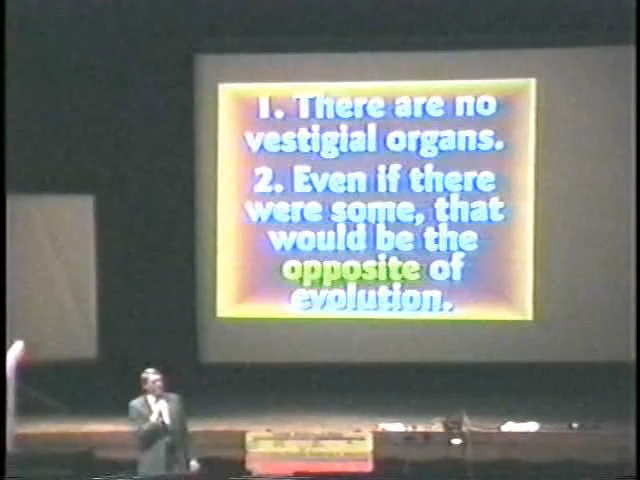 1. There are no
vestigial organs.
2. Even if there
were some, that
would be the
opposite of
evolution.